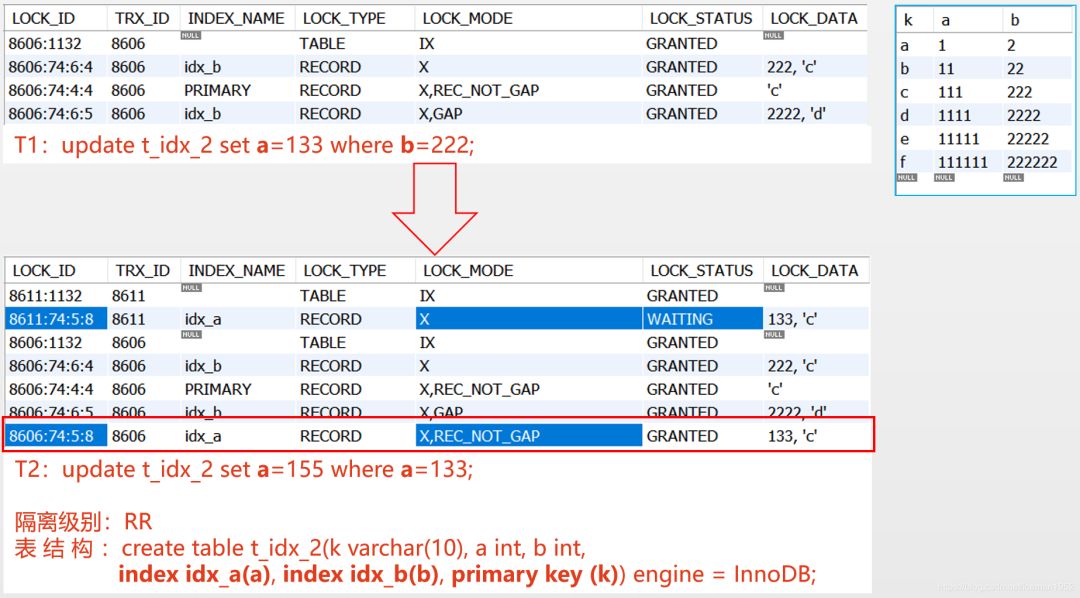 LOCK_ID TRX_ID INDEX_NAME LOCK_TYPE LOCK_MODE LOCK_STATUS LOCK_DATA
8606:1132 8606 NULL TABLE IX GRANTED NULL
8606:74:6:4 8606 idx_b RECORD X GRANTED 222, 'c'
8606:74:4:4 8606 PRIMARY RECORD X,REC_NOT_GAP GRANTED 'c'
8606:74:6:5 8606 idx_b RECORD X,GAP GRANTED 2222, 'd'
T1：update t_idx_2 set a=133 where b=222;
k a b
a 1 2
b 11 22
c 111 222
d 1111 2222
e 11111 22222
f 111111 222222
NULL NULL NULL
LOCK_ID TRX_ID INDEX_NAME LOCK_TYPE LOCK_MODE LOCK_STATUS LOCK_DATA
8611:1132 8611 NULL TABLE IX GRANTED NULL
8611:74:5:8 8611 idx_a RECORD X WAITING 133, 'c'
8606:1132 8606 NULL TABLE IX GRANTED NULL
8606:74:6:4 8606 idx_b RECORD X GRANTED 222, 'c'
8606:74:4:4 8606 PRIMARY RECORD X,REC_NOT_GAP GRANTED 'c'
8606:74:6:5 8606 idx_b RECORD X,GAP GRANTED 2222, 'd'
8606:74:5:8 8606 idx_a RECORD X,REC_NOT_GAP GRANTED 133, 'c'
T2：update t_idx_2 set a=155 where a=133;
隔离级别：RR
表 结 构 ：create table t_idx_2(k varchar(10), a int, b int,
index idx_a(a), index idx_b(b), primary key (k)) engine = InnoDB;